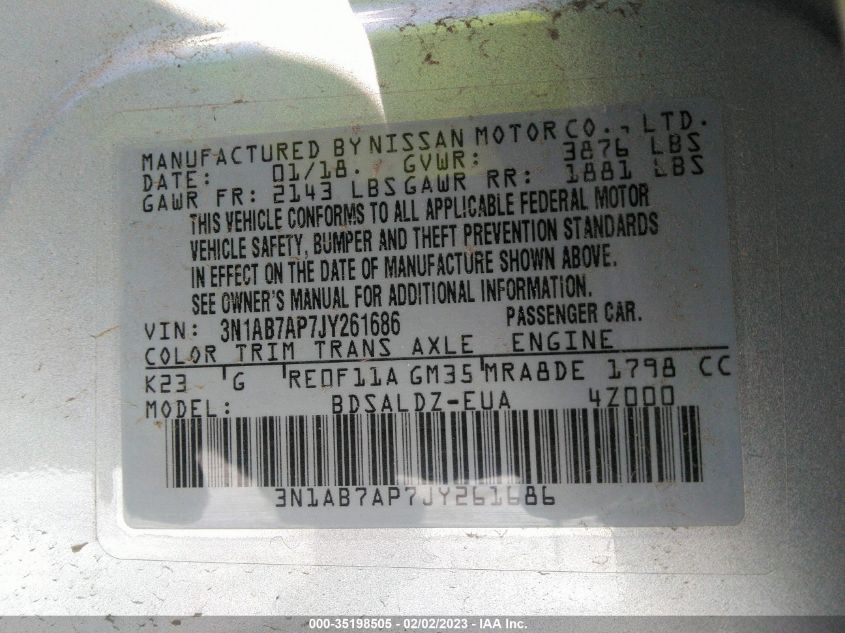 MANUFACTURED BY NISSAN MOTOR CO., LTD.
DATE: 01/18. GVWR: 3876 LBS
GAWR FR: 2143 LBS GAWR RR: 1881 LBS
THIS VEHICLE CONFORMS TO ALL APPLICABLE FEDERAL MOTOR
VEHICLE SAFETY, BUMPER AND THEFT PREVENTION STANDARDS
IN EFFECT ON THE DATE OF MANUFACTURE SHOWN ABOVE.
SEE OWNER'S MANUAL FOR ADDITIONAL INFORMATION.
VIN: 3N1AB7AP7JY261686 PASSENGER CAR.
COLOR TRIM TRANS AXLE ENGINE
K23 G RE0F11A GM35 MRA8DE 1798 CC
MODEL: BDSALDZ-EUA 4Z000
3N1AB7AP7JY261686
000-35198505 - 02/02/2023 - IAA Inc.